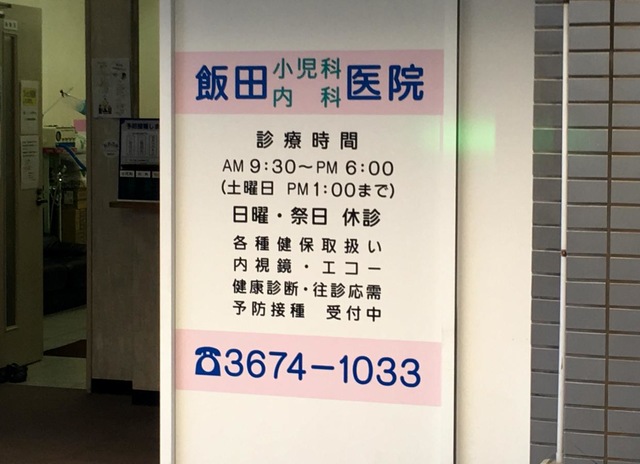 飯田小児科内科医院
診療時間
AM 9:30〜PM 6:00
(土曜日 PM 1:00まで)
日曜・祭日 休診
各種健保取扱い
内視鏡・エコー
健康診断・往診応需
予防接種 受付中
☎3674-1033